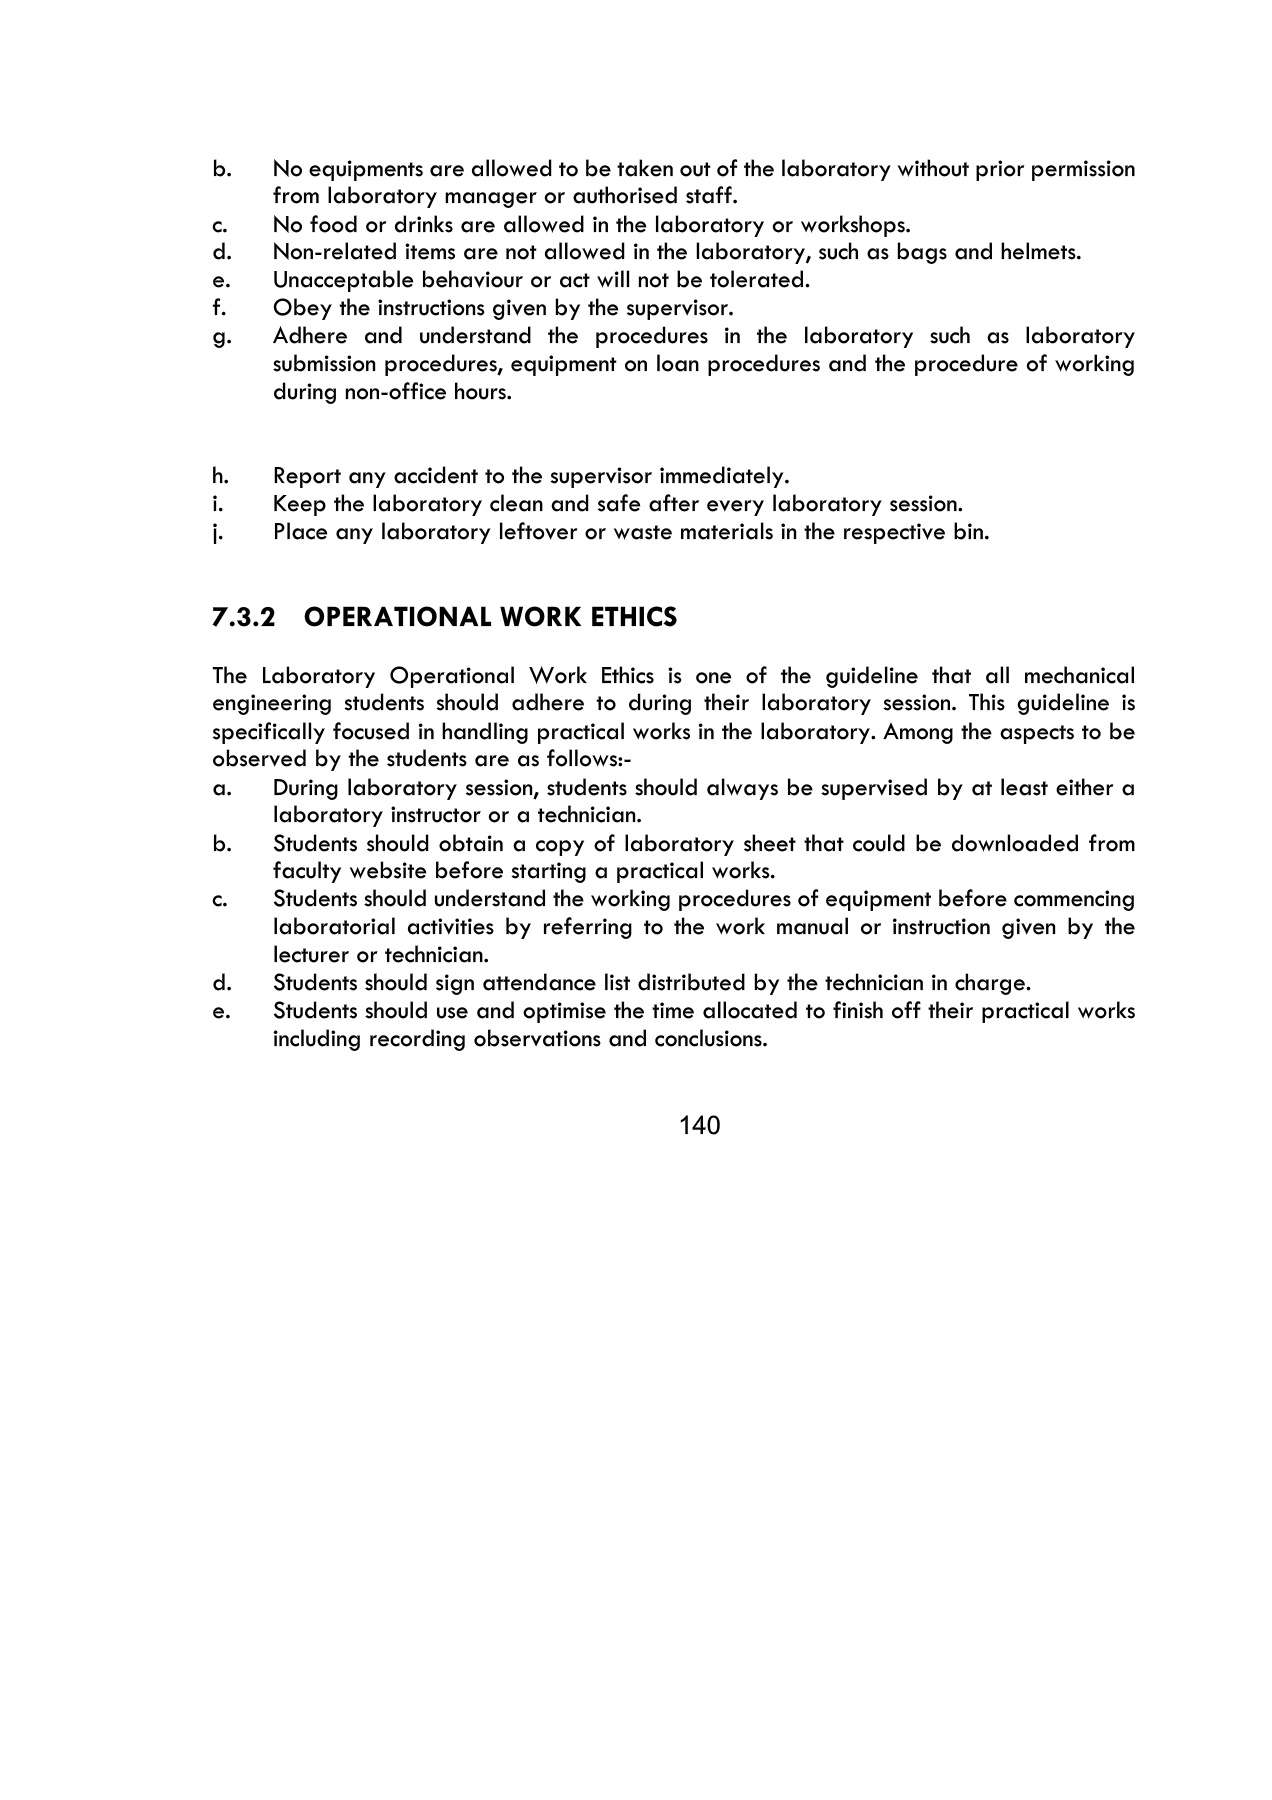 b. No equipments are allowed to be taken out of the laboratory without prior permission
from laboratory manager or authorised staff.
c. No food or drinks are allowed in the laboratory or workshops.
d. Non-related items are not allowed in the laboratory, such as bags and helmets.
e. Unacceptable behaviour or act will not be tolerated.
f. Obey the instructions given by the supervisor.
g. Adhere and understand the procedures in the laboratory such as laboratory
submission procedures, equipment on loan procedures and the procedure of working
during non-office hours.
h. Report any accident to the supervisor immediately.
i. Keep the laboratory clean and safe after every laboratory session.
j. Place any laboratory leftover or waste materials in the respective bin.
7.3.2 OPERATIONAL WORK ETHICS
The Laboratory Operational Work Ethics is one of the guideline that all mechanical
engineering students should adhere to during their laboratory session. This guideline is
specifically focused in handling practical works in the laboratory. Among the aspects to be
observed by the students are as follows:-
a. During laboratory session, students should always be supervised by at least either a
laboratory instructor or a technician.
b. Students should obtain a copy of laboratory sheet that could be downloaded from
faculty website before starting a practical works.
c. Students should understand the working procedures of equipment before commencing
laboratorial activities by referring to the work manual or instruction given by the
lecturer or technician.
d. Students should sign attendance list distributed by the technician in charge.
e. Students should use and optimise the time allocated to finish off their practical works
including recording observations and conclusions.
140